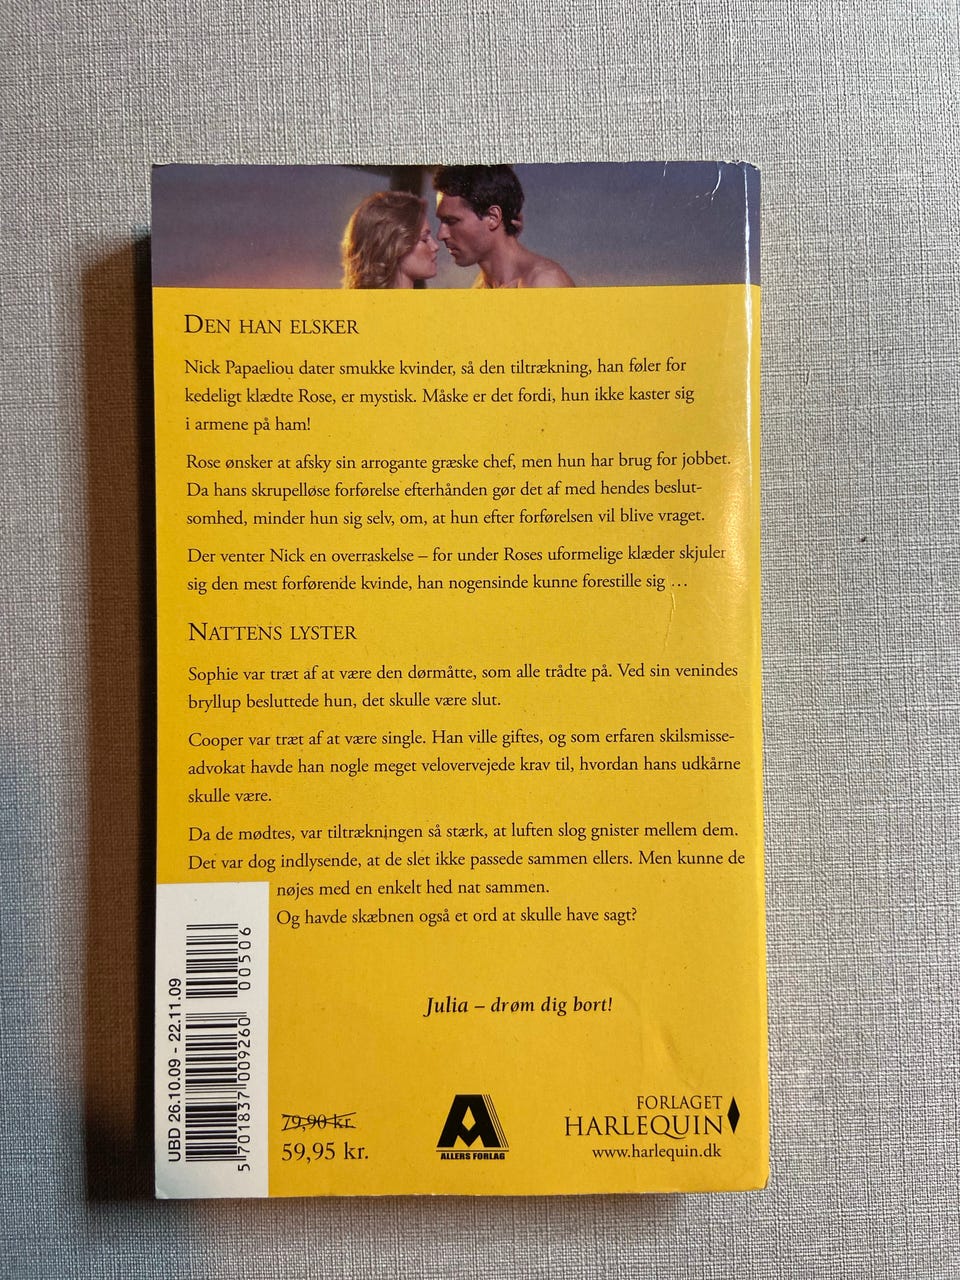 DEN HAN ELSKER
Nick Papaeliou dater smukke kvinder, så den tiltrækning, han føler for
kedeligt klædte Rose, er mystisk. Måske er det fordi, hun ikke kaster sig
i armene på ham!
Rose ønsker at afsky sin arrogante græske chef, men hun har brug for jobbet.
Da hans skrupelløse forførelse efterhånden gør det af med hendes beslut-
somhed, minder hun sig selv, om, at hun efter forførelsen vil blive vraget.
Der venter Nick en overraskelse – for under Roses uformelige klæder skjuler
sig den mest forførende kvinde, han nogensinde kunne forestille sig …
NATTENS LYSTER
Sophie var træt af at være den dørmåtte, som alle trådte på. Ved sin venindes
bryllup besluttede hun, det skulle være slut.
Cooper var træt af at være single. Han ville giftes, og som erfaren skilsmisse-
advokat havde han nogle meget velovervejede krav til, hvordan hans udkårne
skulle være.
Da de mødtes, var tiltrækningen så stærk, at luften slog gnister mellem dem.
Det var dog indlysende, at de slet ikke passede sammen ellers. Men kunne de
nøjes med en enkelt hed nat sammen.
Og havde skæbnen også et ord at skulle have sagt?
Julia – drøm dig bort!
UBD 26.10.09 - 22.11.09
5 701837 009260
00506
79,90 kr.
59,95 kr.
ALLERS FORLAG
FORLAGET
HARLEQUIN
www.harlequin.dk